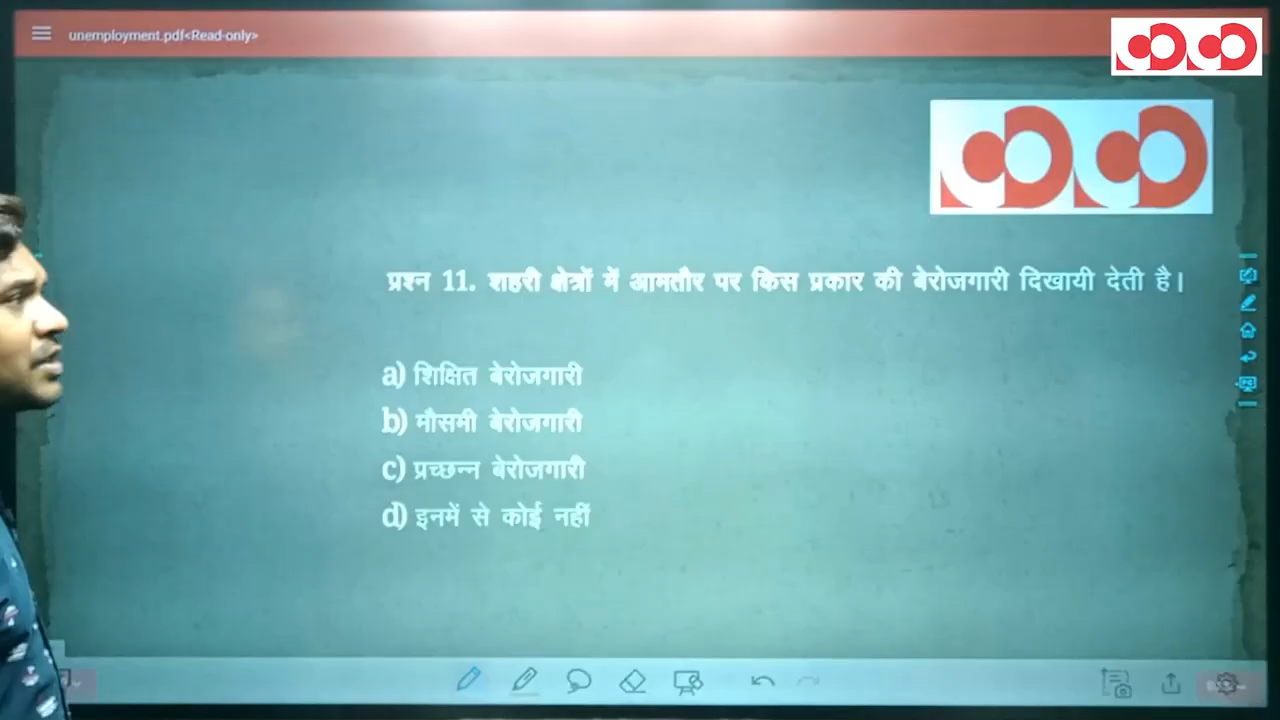 unemployment.pdf<Read-only>
प्रश्न 11. शहरी क्षेत्रों में आमतौर पर किस प्रकार की बेरोजगारी दिखायी देती है।
a) शिक्षित बेरोजगारी
b) मौसमी बेरोजगारी
c) प्रच्छन्न बेरोजगारी
d) इनमें से कोई नहीं